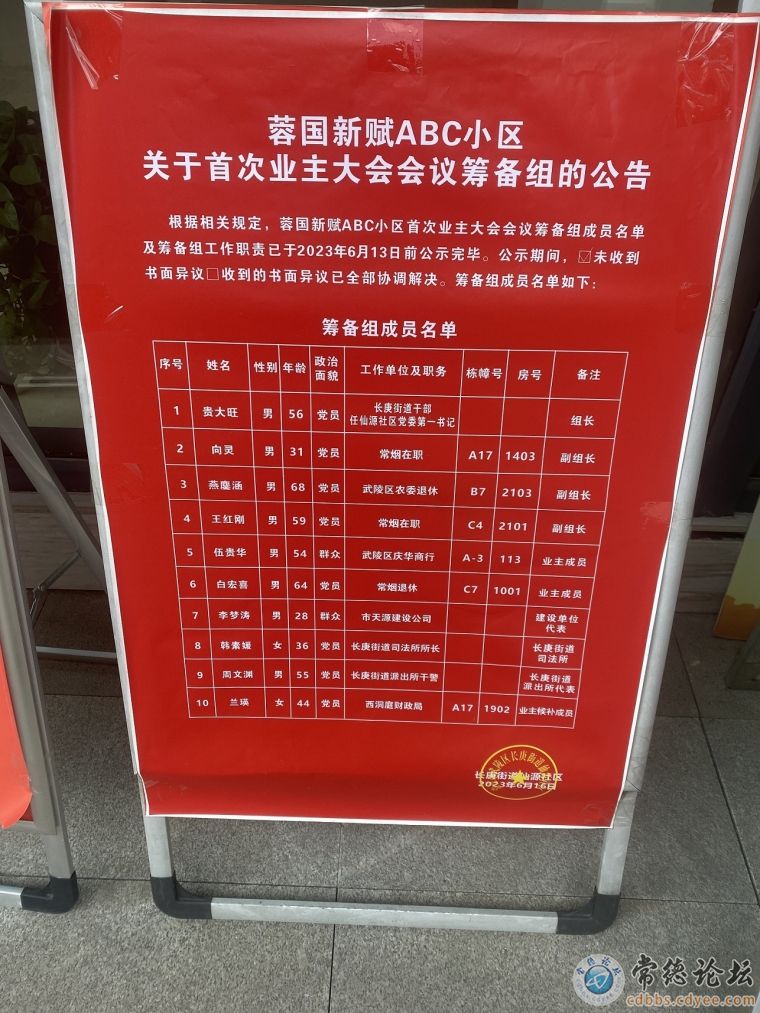 蓉国新赋ABC小区
关于首次业主大会会议筹备组的公告
根据相关规定，蓉国新赋ABC小区首次业主大会会议筹备组成员名单
及筹备组工作职责已于2023年6月13日前公示完毕。公示期间，☑未收到
书面异议□收到的书面异议已全部协调解决。筹备组成员名单如下：
筹备组成员名单
序号 姓名 性别 年龄 政治面貌 工作单位及职务 栋幢号 房号 备注
1 贵大旺 男 56 党员 长庚街道干部 任仙源社区党委第一书记 组长
2 向灵 男 31 党员 常烟在职 A17 1403 副组长
3 燕鏖涵 男 68 党员 武陵区农委退休 B7 2103 副组长
4 王红刚 男 59 党员 常烟在职 C4 2101 副组长
5 伍贵华 男 54 群众 武陵区庆华商行 A-3 113 业主成员
6 白宏喜 男 64 党员 常烟退休 C7 1001 业主成员
7 李梦涛 男 28 群众 市天源建设公司 建设单位代表
8 韩素媛 女 36 党员 长庚街道司法所所长 长庚街道司法所
9 周文渊 男 55 党员 长庚街道派出所干警 长庚街道派出所代表
10 兰瑛 女 44 党员 西洞庭财政局 A17 1902 业主候补成员
长庚街道仙源社区
2023年6月16日
常德论坛
cdbbs.cdyee.com